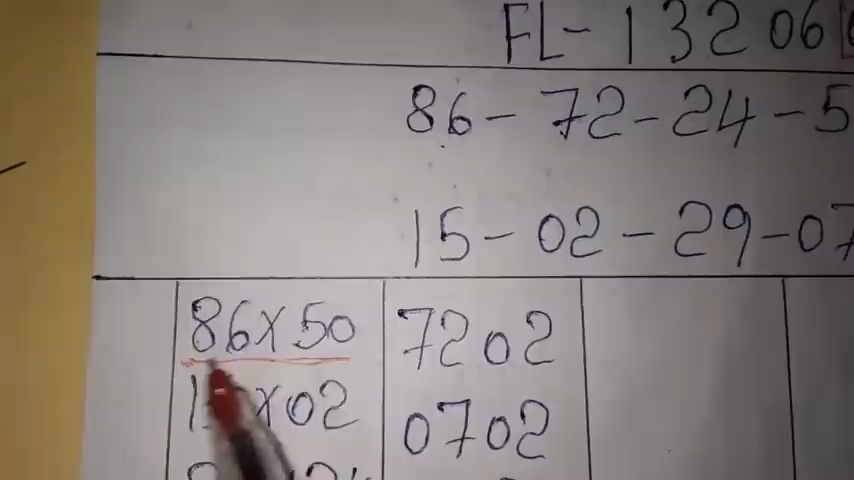 FL- 13206
86- 72- 24 - 5
15- 02 - 29-07
86X50 7202
X02 0702